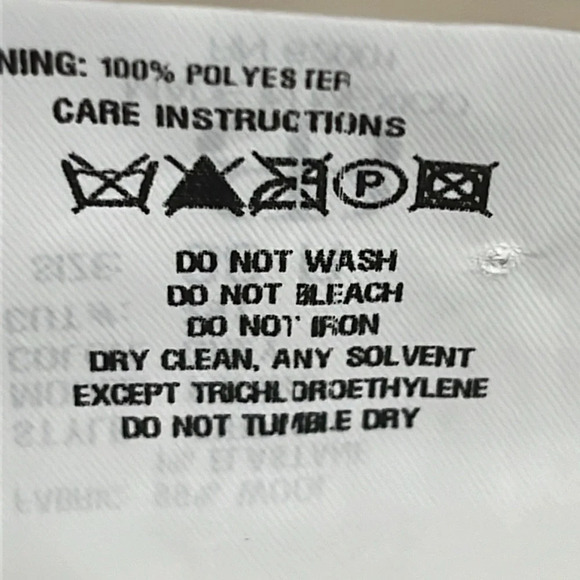 NING: 100% POLYESTER
CARE INSTRUCTIONS
P
DO NOT WASH
DO NOT BLEACH
DO NOT IRON
DRY CLEAN, ANY SOLVENT
EXCEPT TRICHLOROETHYLENE
DO NOT TUMBLE DRY